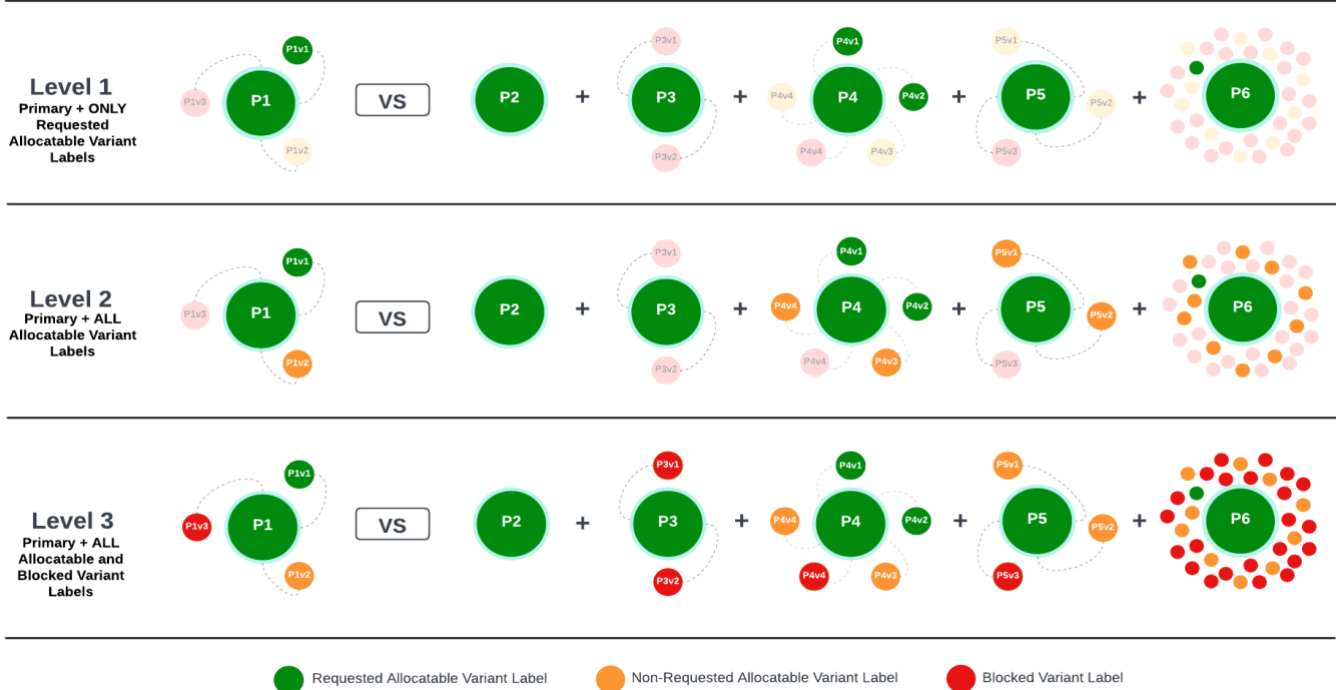 P1v1
P3v1
P4v1
P5v1
Level 1
Primary + ONLY
Requested
Allocatable Variant
Labels
P1v3
P1
VS
P2
+
P3
+
P4v4
P4
P4v2
+
P5
P5v2
+
P6
P1v2
P3v2
P4v4
P4v3
P5v3
P1v1
P3v1
P4v1
P5v1
Level 2
Primary + ALL
Allocatable Variant
Labels
P1v3
P1
VS
P2
+
P3
+
P4v4
P4
P4v2
+
P5
P5v2
+
P6
P1v2
P3v2
P4v4
P4v3
P5v3
P1v1
P3v1
P4v1
P5v1
Level 3
Primary + ALL
Allocatable and
Blocked Variant
Labels
P1v3
P1
VS
P2
+
P3
+
P4v4
P4
P4v2
+
P5
P5v2
+
P6
P1v2
P3v2
P4v4
P4v3
P5v3
Requested Allocatable Variant Label
Non-Requested Allocatable Variant Label
Blocked Variant Label